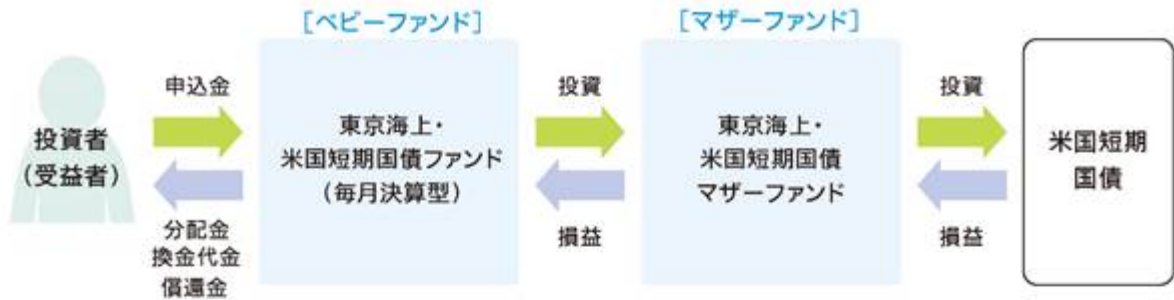 [ベビーファンド]
[マザーファンド]
申込金
投資
投資
投資者
(受益者)
東京海上・
米国短期国債ファンド
(毎月決算型)
東京海上・
米国短期国債
マザーファンド
米国短期
国債
分配金
換金代金
償還金
損益
損益